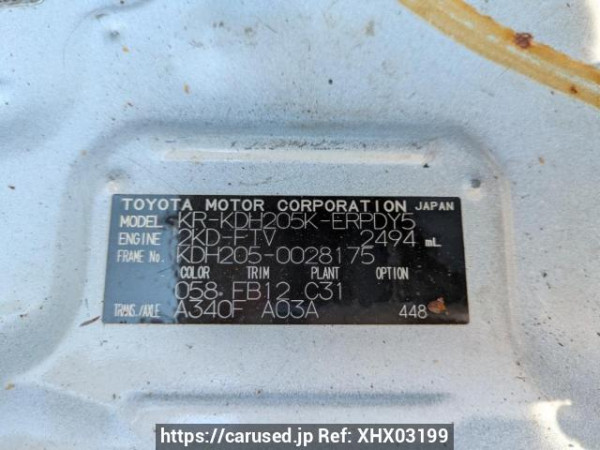 TOYOTA MOTOR CORPORATION JAPAN
MODEL KR-KDH205K-ERPDY5
ENGINE 2KD-FTV 2494 mL
FRAME No. KDH205-0028175
COLOR TRIM PLANT OPTION
058 FB12 C31
TRANS./AXLE A340F A03A 448
https://carused.jp Ref: XHX03199